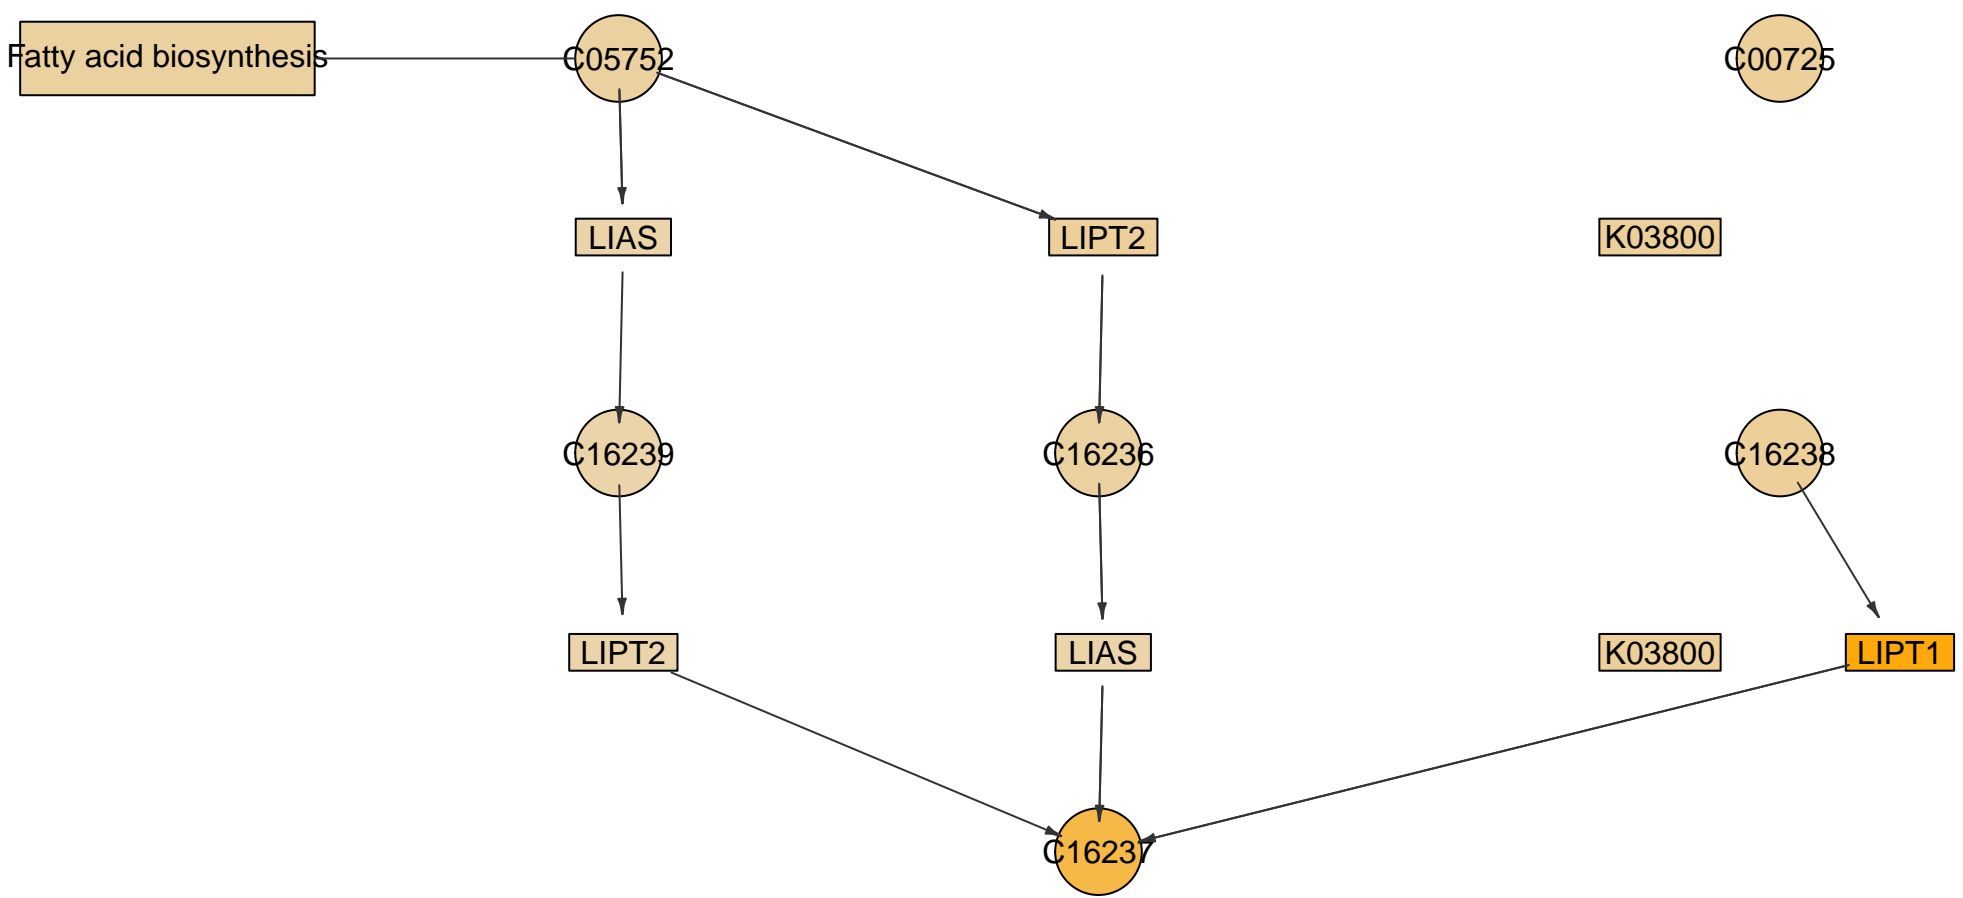 Fatty acid biosynthesis
C05752
C00725
LIAS
LIPT2
K03800
C16239
C16236
C16238
LIPT2
LIAS
K03800
LIPT1
C16237